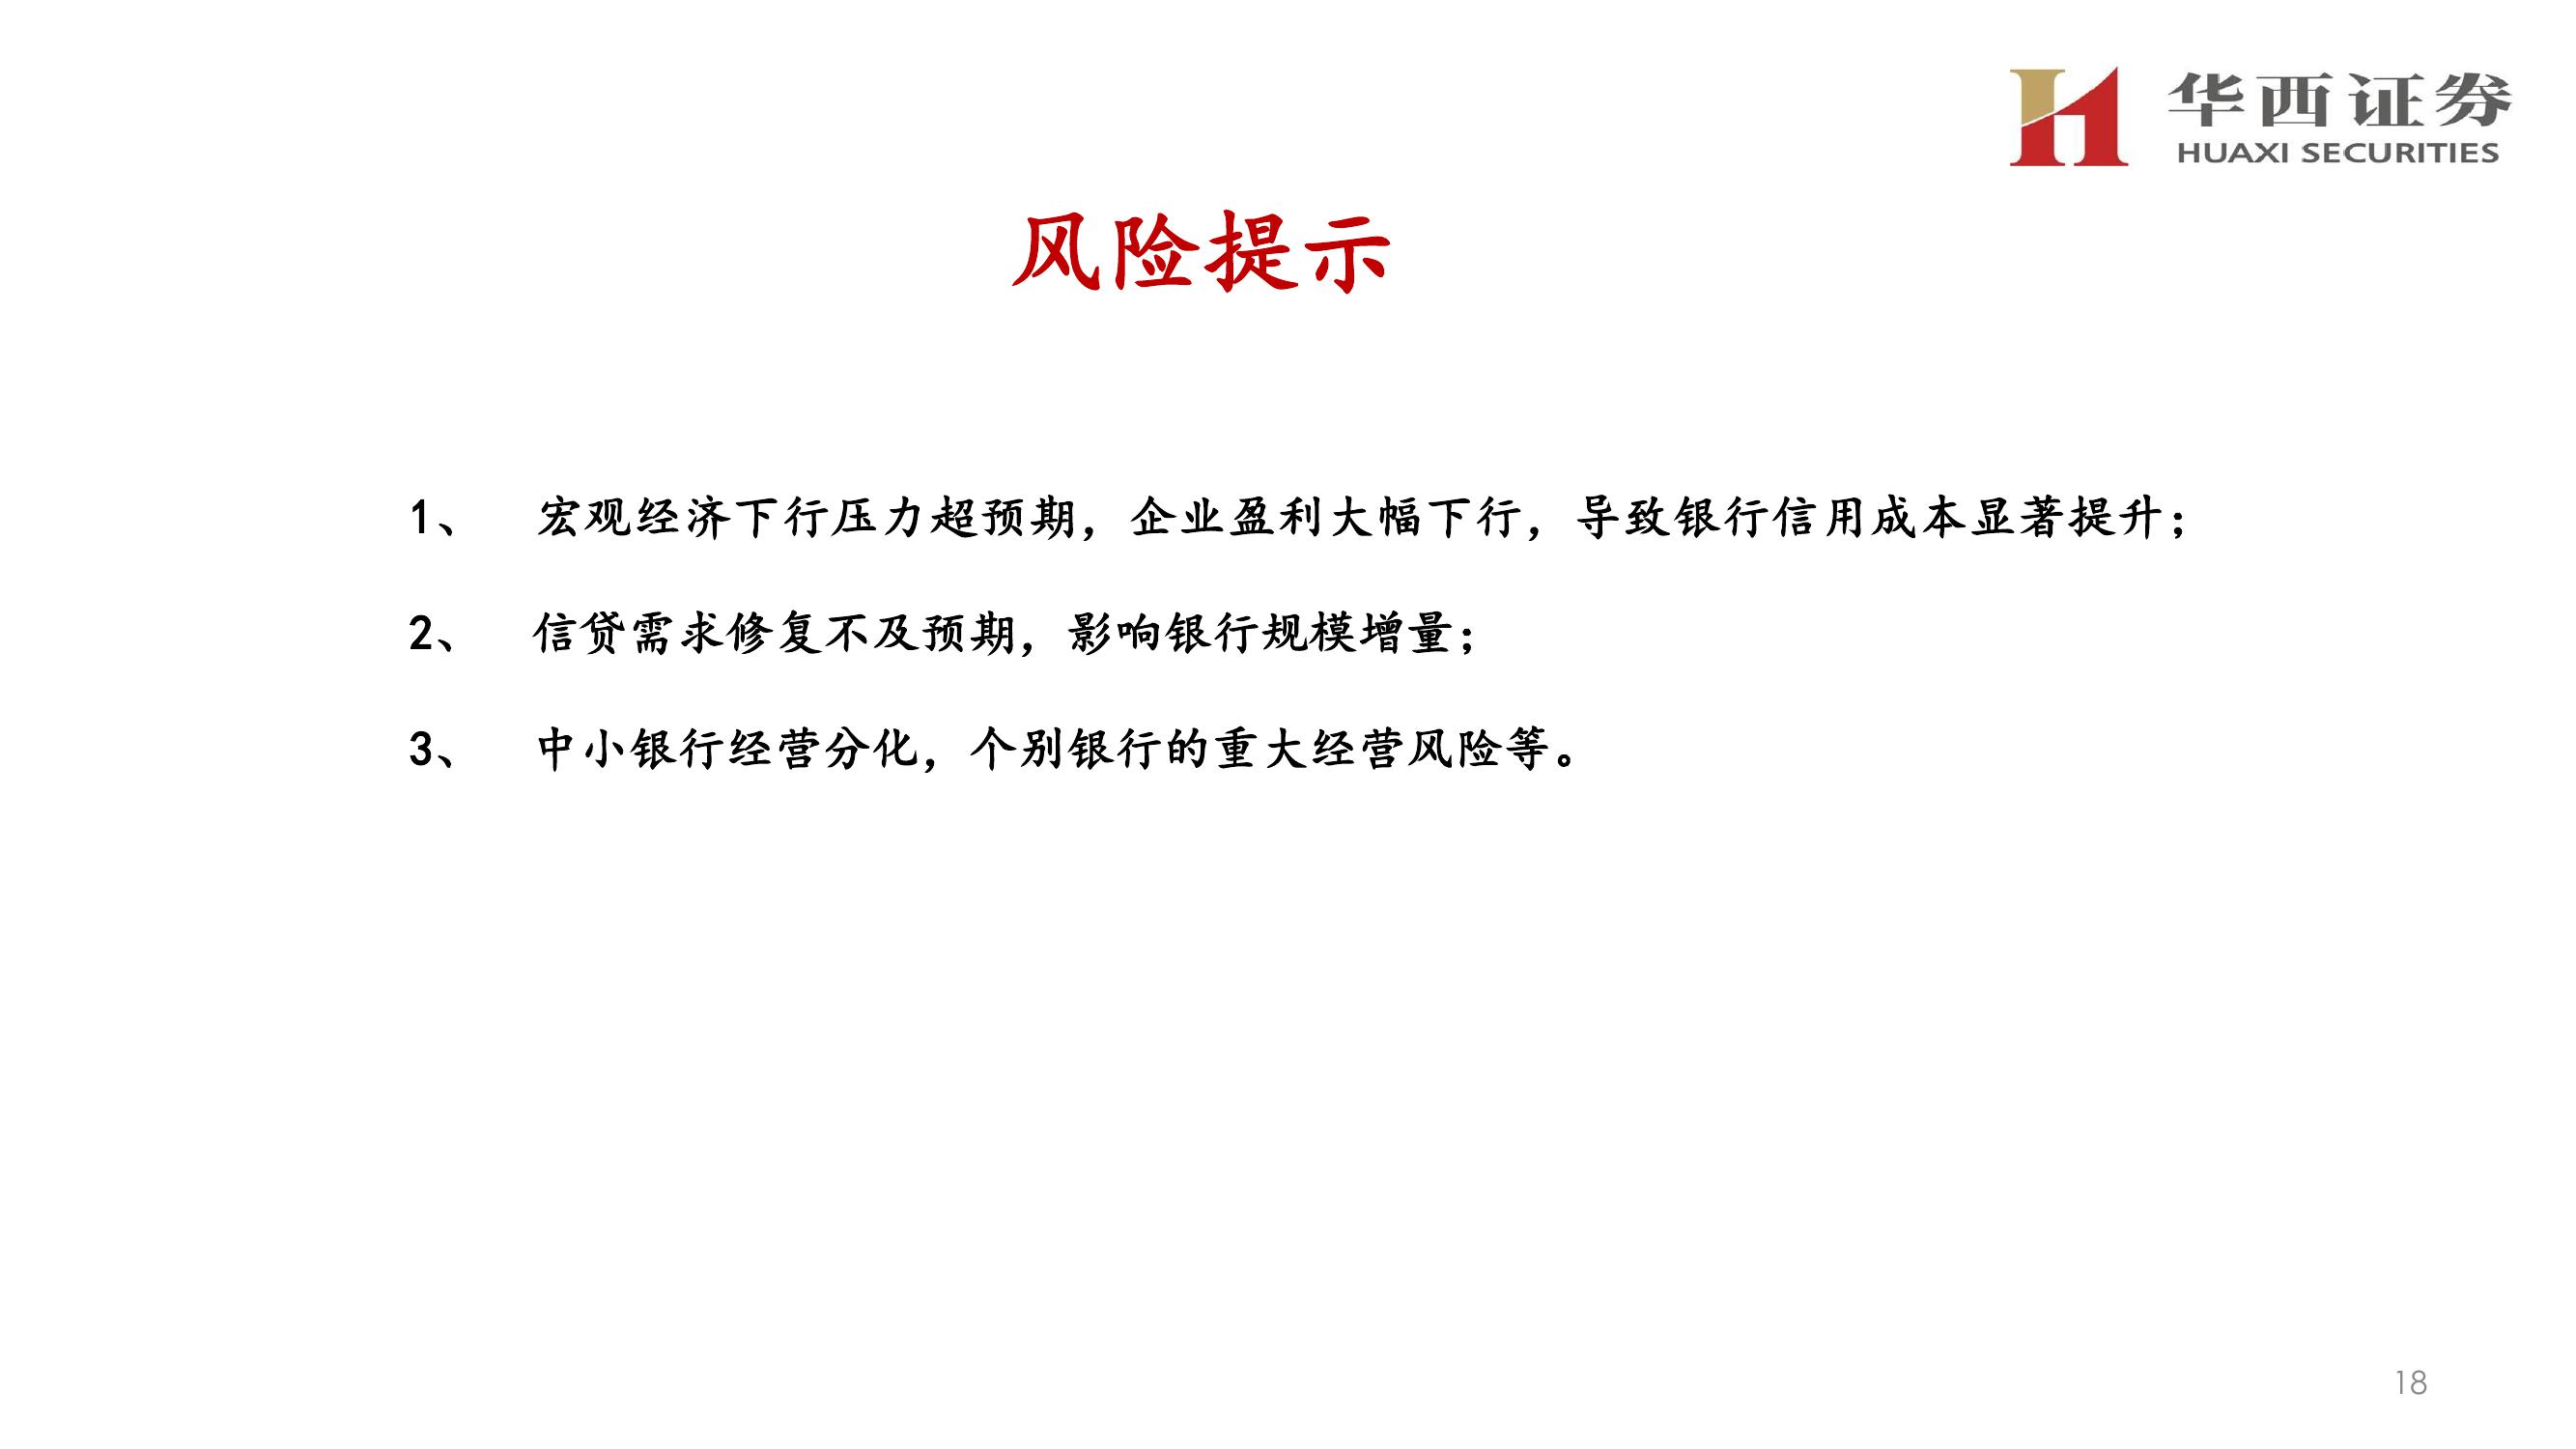 华西证券
HUAXI SECURITIES
风险提示
1、 宏观经济下行压力超预期，企业盈利大幅下行，导致银行信用成本显著提升；
2、 信贷需求修复不及预期，影响银行规模增量；
3、 中小银行经营分化，个别银行的重大经营风险等。
18